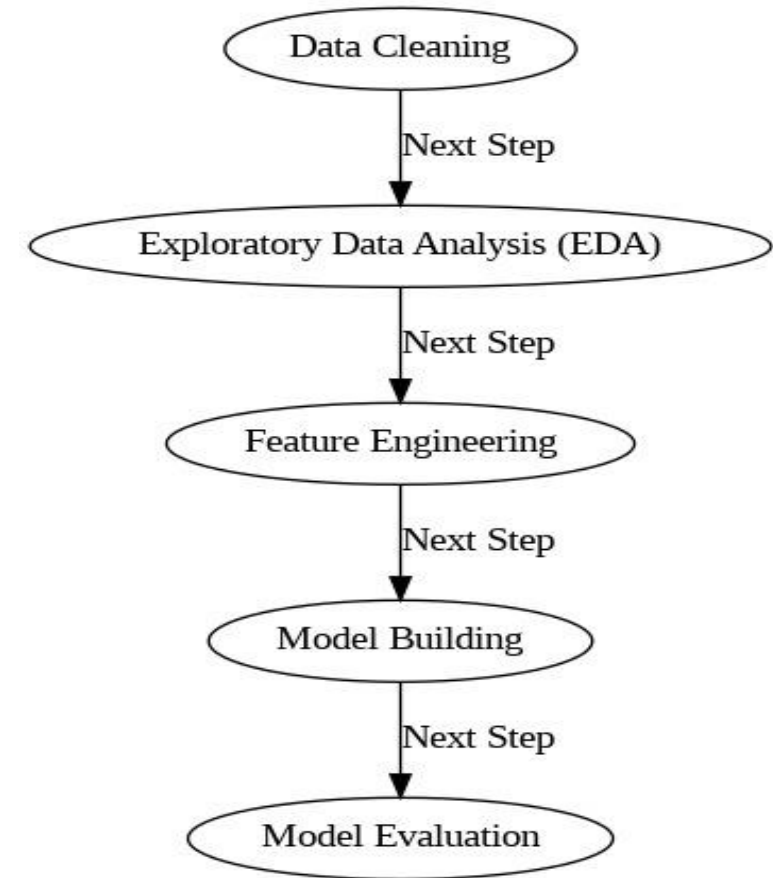 Data Cleaning
Next Step
Exploratory Data Analysis (EDA)
Next Step
Feature Engineering
Next Step
Model Building
Next Step
Model Evaluation